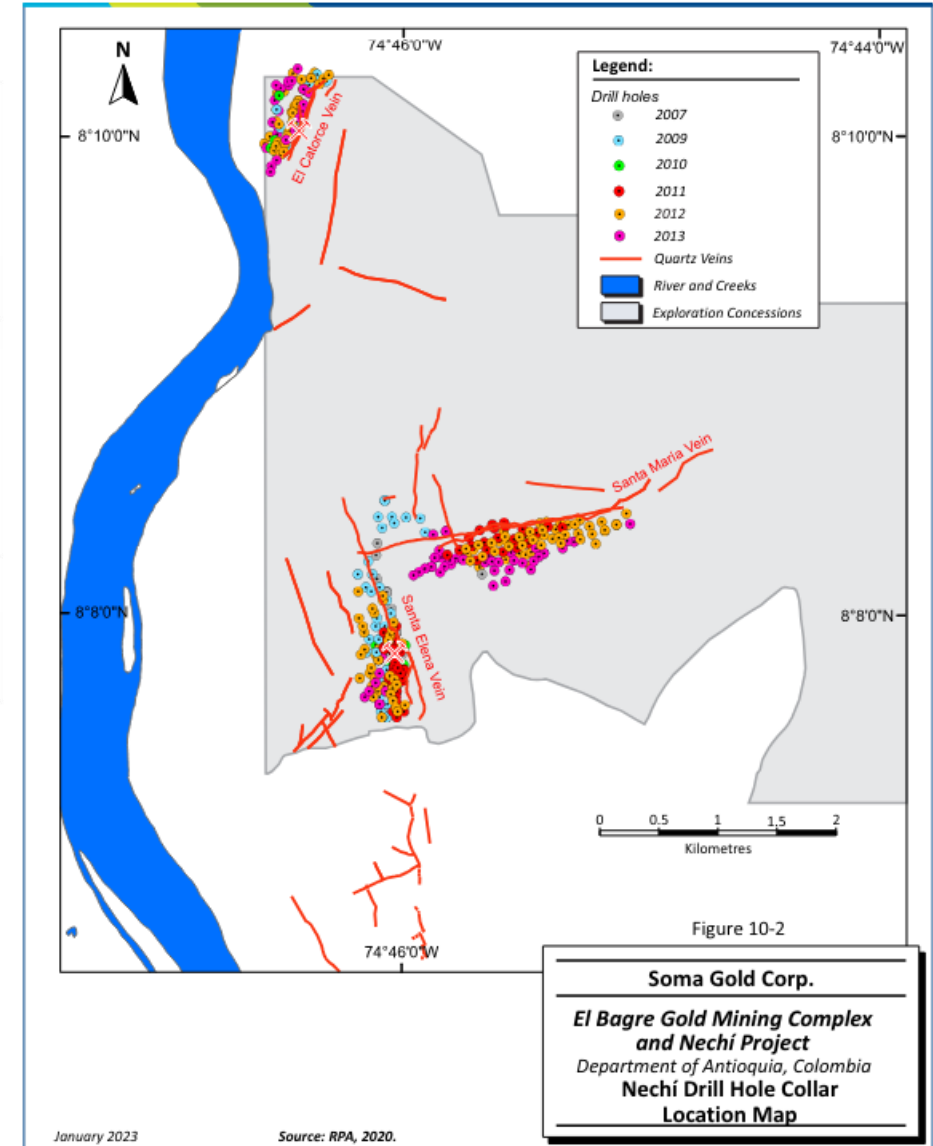 74°46'0"W
74°44'0"W
N
8°10'0"N
8°10'0"N
El Catorce Vein
Legend:
Drill holes
2007
2009
2010
2011
2012
2013
Quartz Veins
River and Creeks
Exploration Concessions
Santa Maria Vein
8°8'0"N
8°8'0"N
Santa Elena Vein
0 0.5 1 1.5 2
Kilometres
74°46'0"W
Figure 10-2
Soma Gold Corp.
El Bagre Gold Mining Complex
and Nechí Project
Department of Antioquia, Colombia
Nechí Drill Hole Collar
Location Map
January 2023
Source: RPA, 2020.